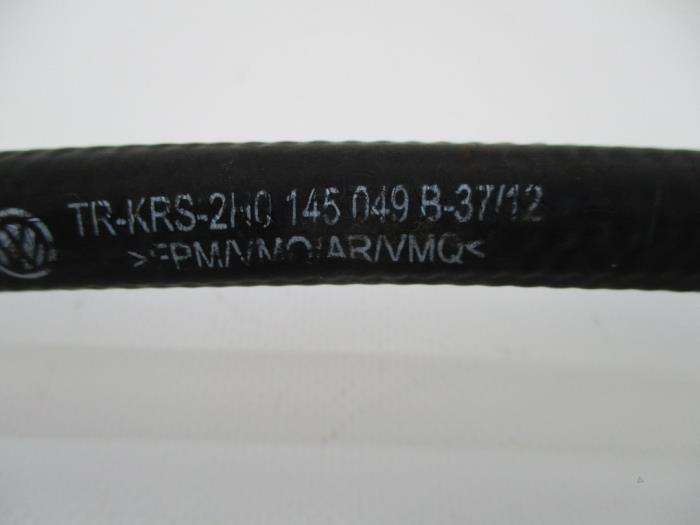 TR-KRS-2H0 145 049 B-37/12
>FPM/VMQ/AR/VMQ<